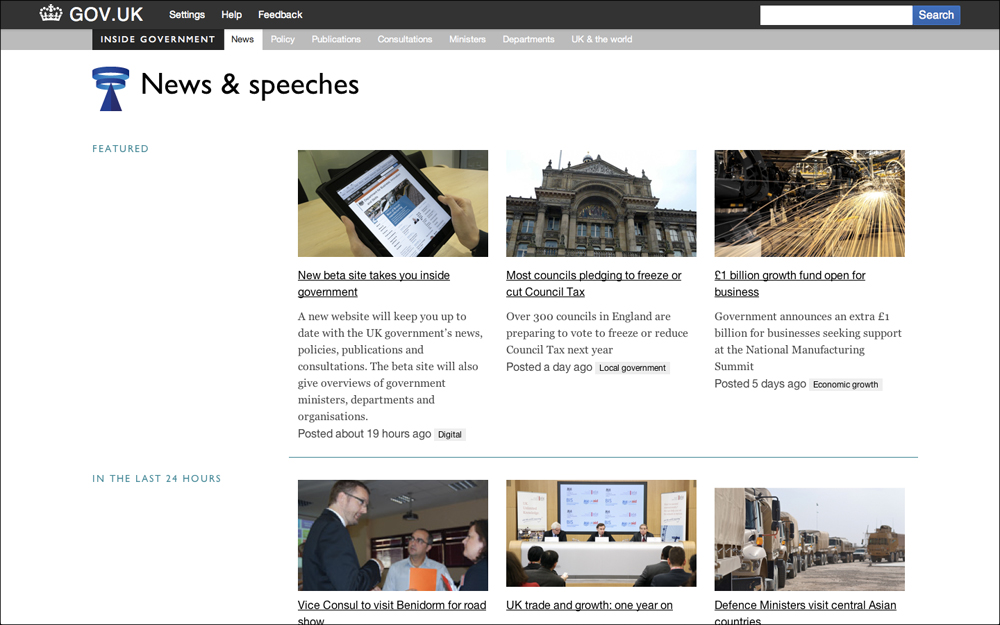 GOV.UK Settings Help Feedback Search
INSIDE GOVERNMENT News Policy Publications Consultations Ministers Departments UK & the world
News & speeches
FEATURED
New beta site takes you inside
government
A new website will keep you up to
date with the UK government's news,
policies, publications and
consultations. The beta site will also
give overviews of government
ministers, departments and
organisations.
Posted about 19 hours ago Digital
Most councils pledging to freeze or
cut Council Tax
Over 300 councils in England are
preparing to vote to freeze or reduce
Council Tax next year
Posted a day ago Local government
£1 billion growth fund open for
business
Government announces an extra £1
billion for businesses seeking support
at the National Manufacturing
Summit
Posted 5 days ago Economic growth
IN THE LAST 24 HOURS
Vice Consul to visit Benidorm for road
show
UK trade and growth: one year on
Defence Ministers visit central Asian
countries